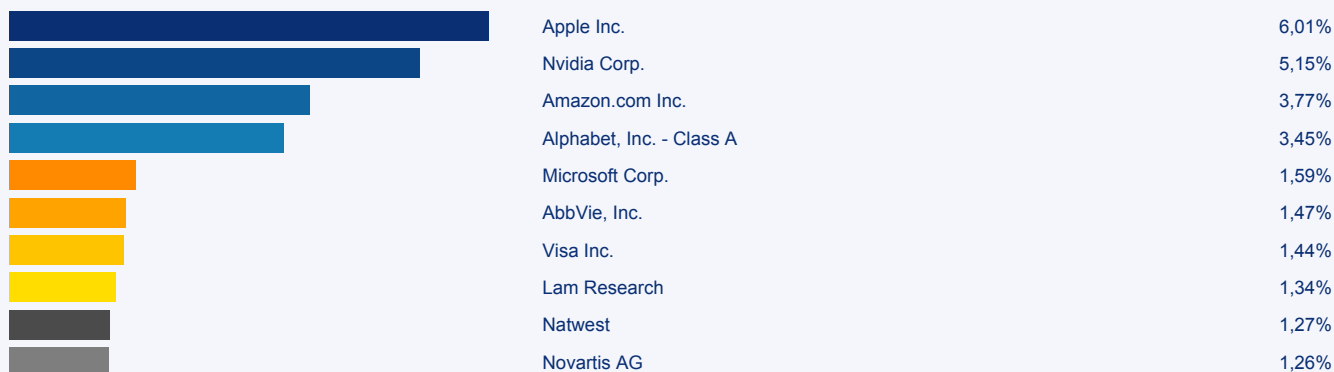 Apple Inc. 6,01%
Nvidia Corp. 5,15%
Amazon.com Inc. 3,77%
Alphabet, Inc. - Class A 3,45%
Microsoft Corp. 1,59%
AbbVie, Inc. 1,47%
Visa Inc. 1,44%
Lam Research 1,34%
Natwest 1,27%
Novartis AG 1,26%